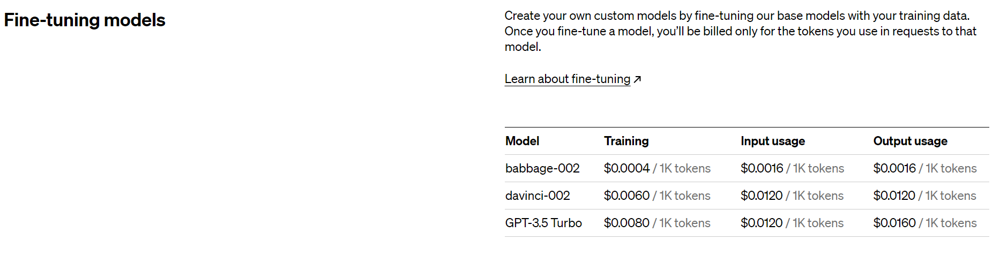 Fine-tuning models
Create your own custom models by fine-tuning our base models with your training data.
Once you fine-tune a model, you’ll be billed only for the tokens you use in requests to that
model.
Learn about fine-tuning ↗
Model Training Input usage Output usage
babbage-002 $0.0004 / 1K tokens $0.0016 / 1K tokens $0.0016 / 1K tokens
davinci-002 $0.0060 / 1K tokens $0.0120 / 1K tokens $0.0120 / 1K tokens
GPT-3.5 Turbo $0.0080 / 1K tokens $0.0120 / 1K tokens $0.0160 / 1K tokens